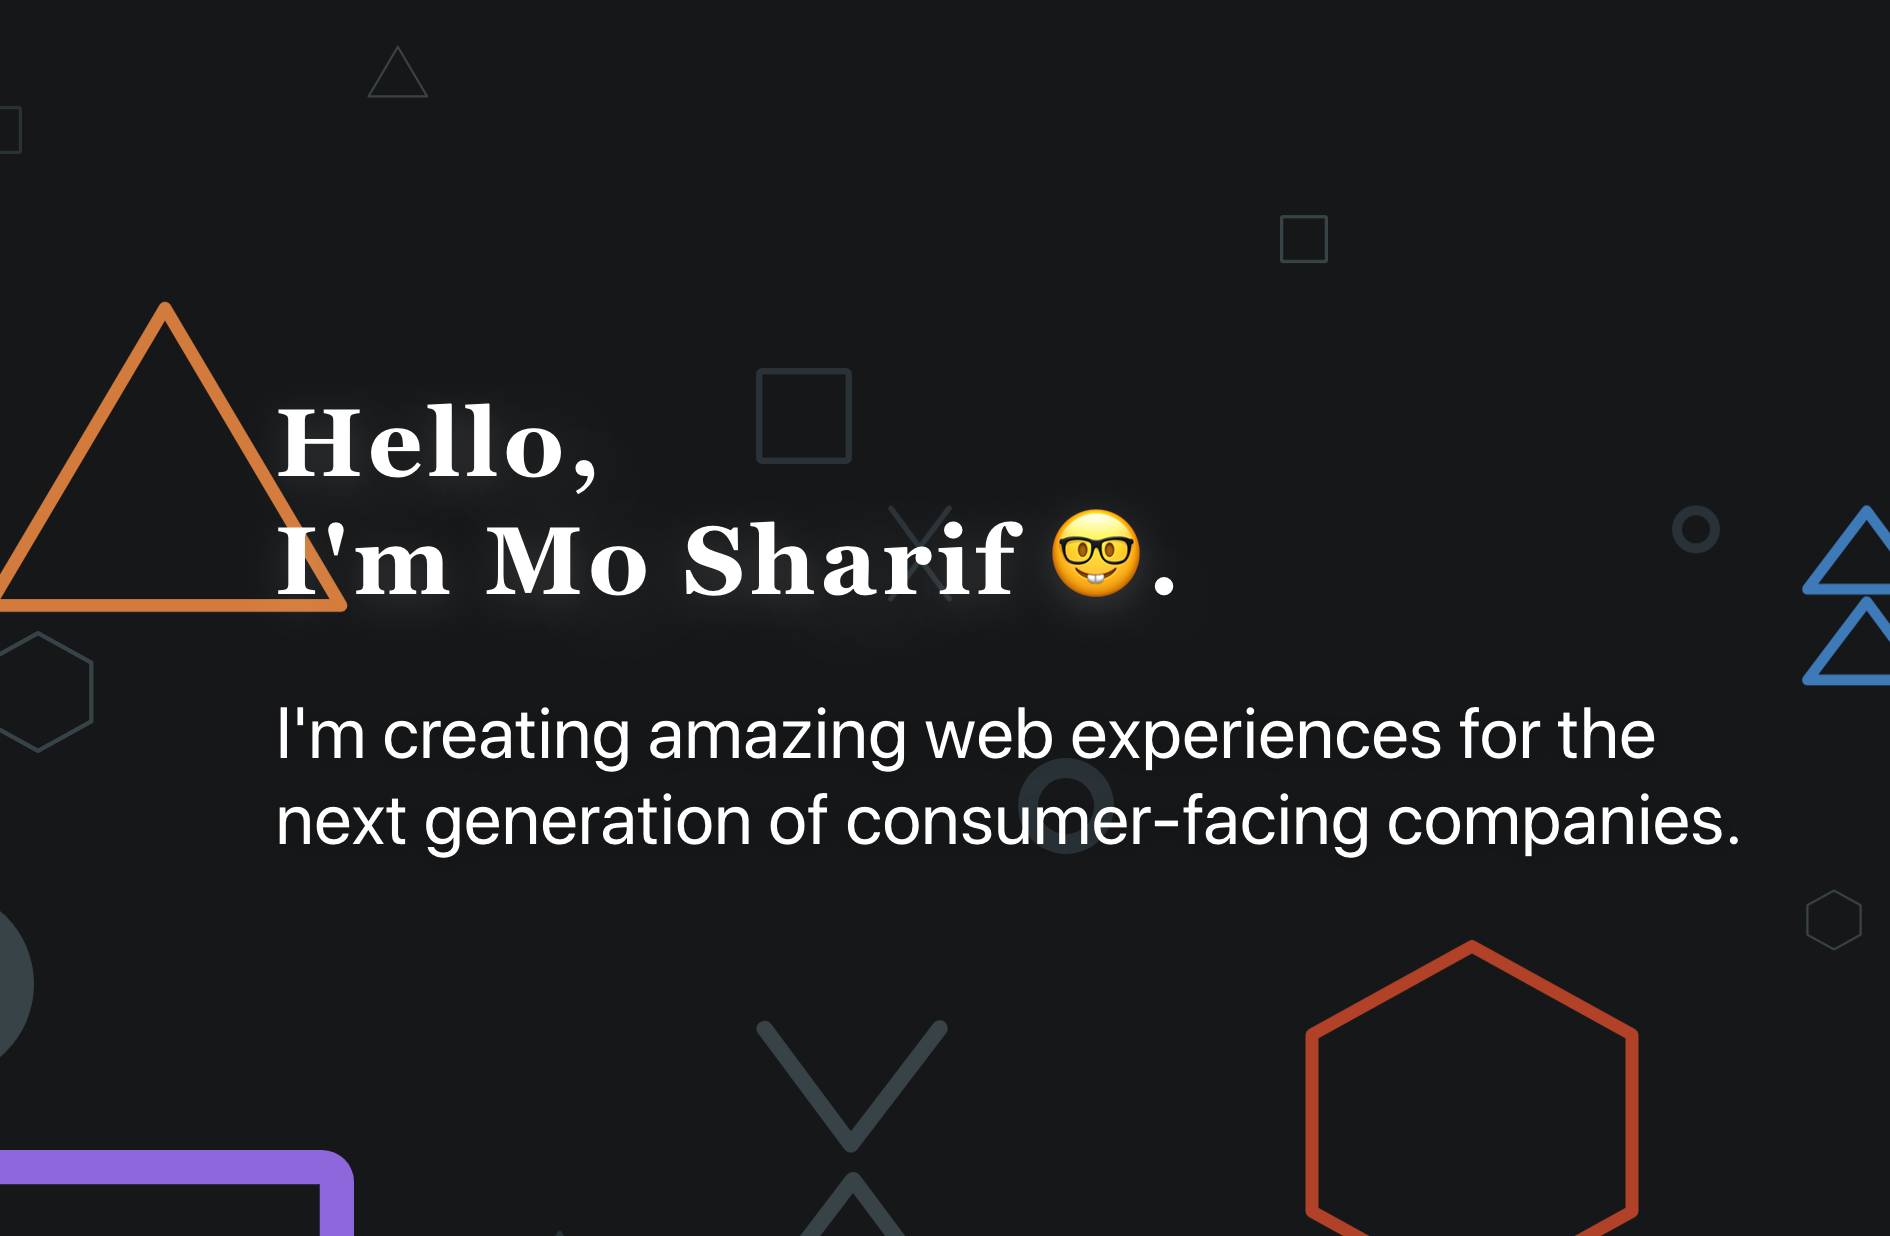 Hello,
I'm Mo Sharif 🤓.
I'm creating amazing web experiences for the
next generation of consumer-facing companies.